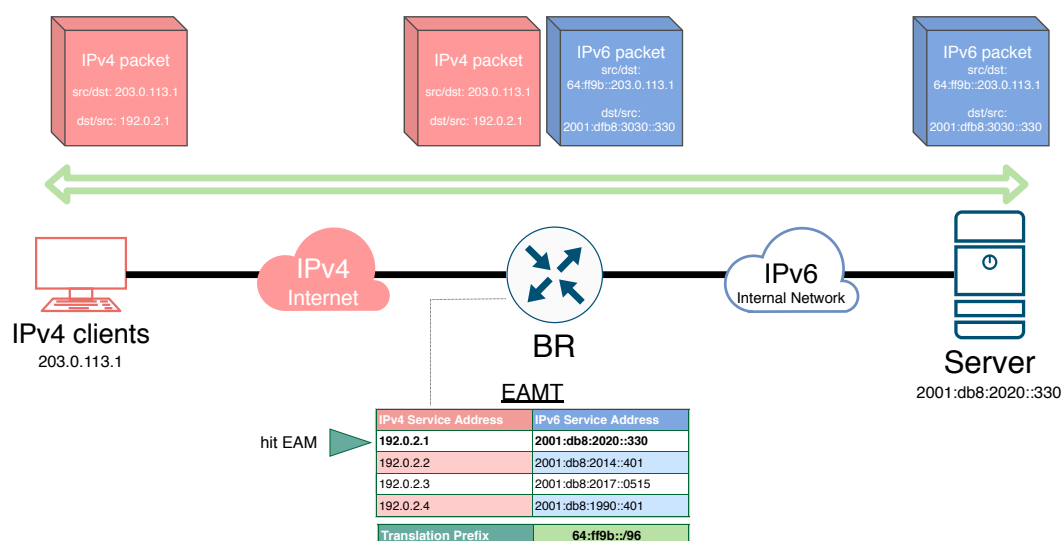 IPv4 packet
src/dst: 203.0.113.1
dst/src: 192.0.2.1
IPv4 packet
src/dst: 203.0.113.1
dst/src: 192.0.2.1
IPv6 packet
src/dst:
64:ff9b::203.0.113.1
dst/src:
2001:dfb8:3030::330
IPv6 packet
src/dst:
64:ff9b::203.0.113.1
dst/src:
2001:dfb8:3030::330
IPv4
Internet
IPv6
Internal Network
IPv4 clients
203.0.113.1
BR
Server
2001:db8:2020::330
EAMT
IPv4 Service Address IPv6 Service Address
hit EAM
192.0.2.1 2001:db8:2020::330
192.0.2.2 2001:db8:2014::401
192.0.2.3 2001:db8:2017::0515
192.0.2.4 2001:db8:1990::401
Translation Prefix 64:ff9b::/96